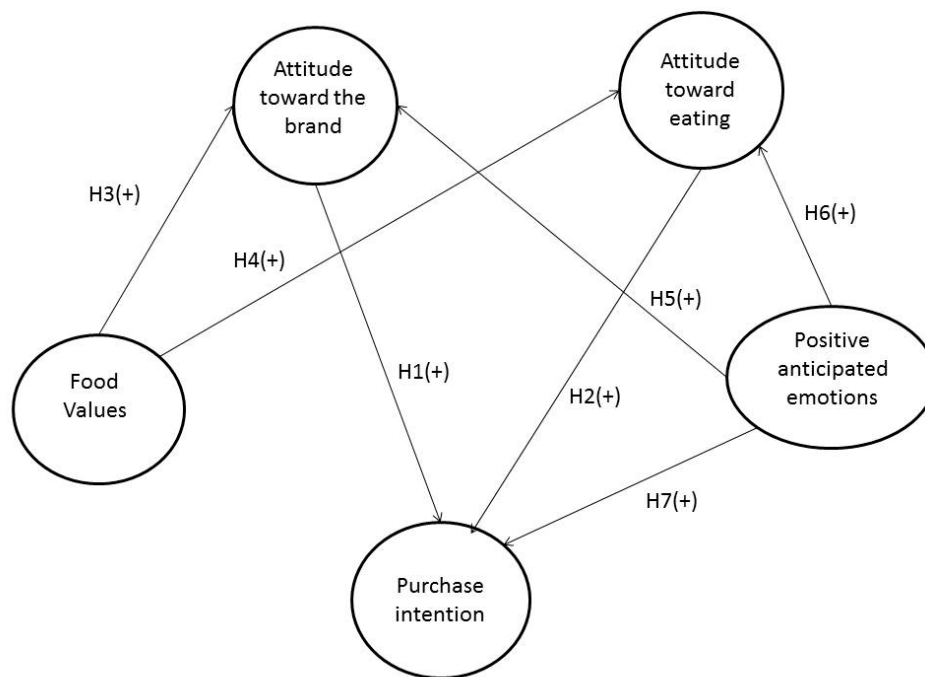 Attitude
toward the
brand
Attitude
toward
eating
H3(+)
H6(+)
H4(+)
H5(+)
Food
Values
H1(+)
H2(+)
Positive
anticipated
emotions
H7(+)
Purchase
intention